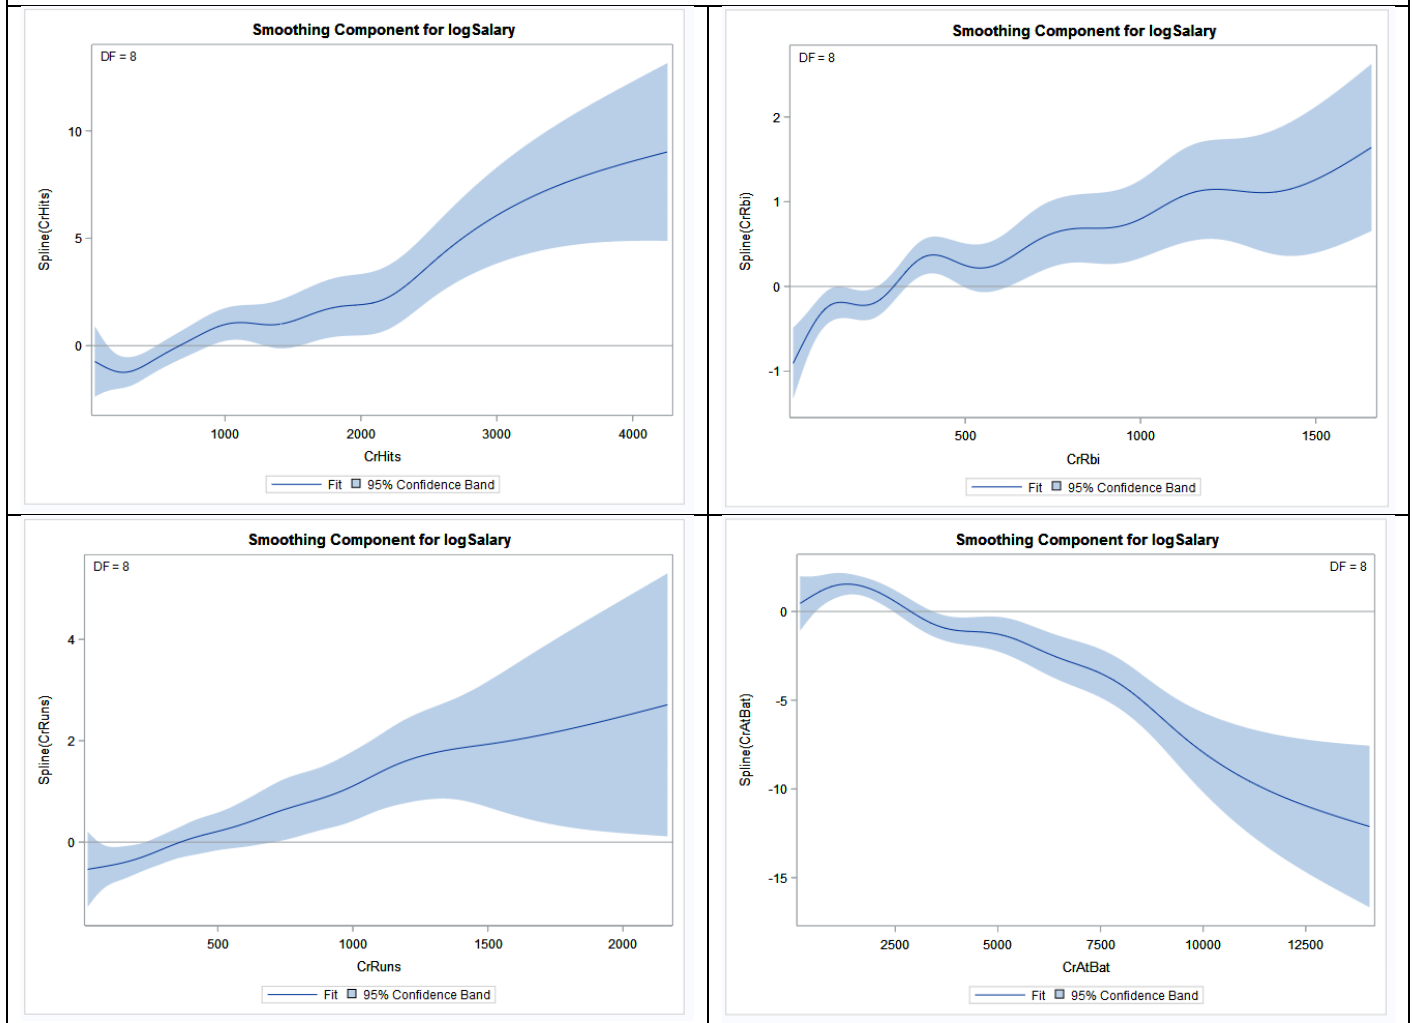 Smoothing Component for logSalary
DF = 8
10
5
0
Spline(CrHits)
1000 2000 3000 4000
CrHits
Fit 95% Confidence Band
Smoothing Component for logSalary
DF = 8
2
1
0
-1
Spline(CrRbi)
500 1000 1500
CrRbi
Fit 95% Confidence Band
Smoothing Component for logSalary
DF = 8
4
2
0
Spline(CrRuns)
500 1000 1500 2000
CrRuns
Fit 95% Confidence Band
Smoothing Component for logSalary
DF = 8
0
-5
-10
-15
Spline(CrAtBat)
2500 5000 7500 10000 12500
CrAtBat
Fit 95% Confidence Band